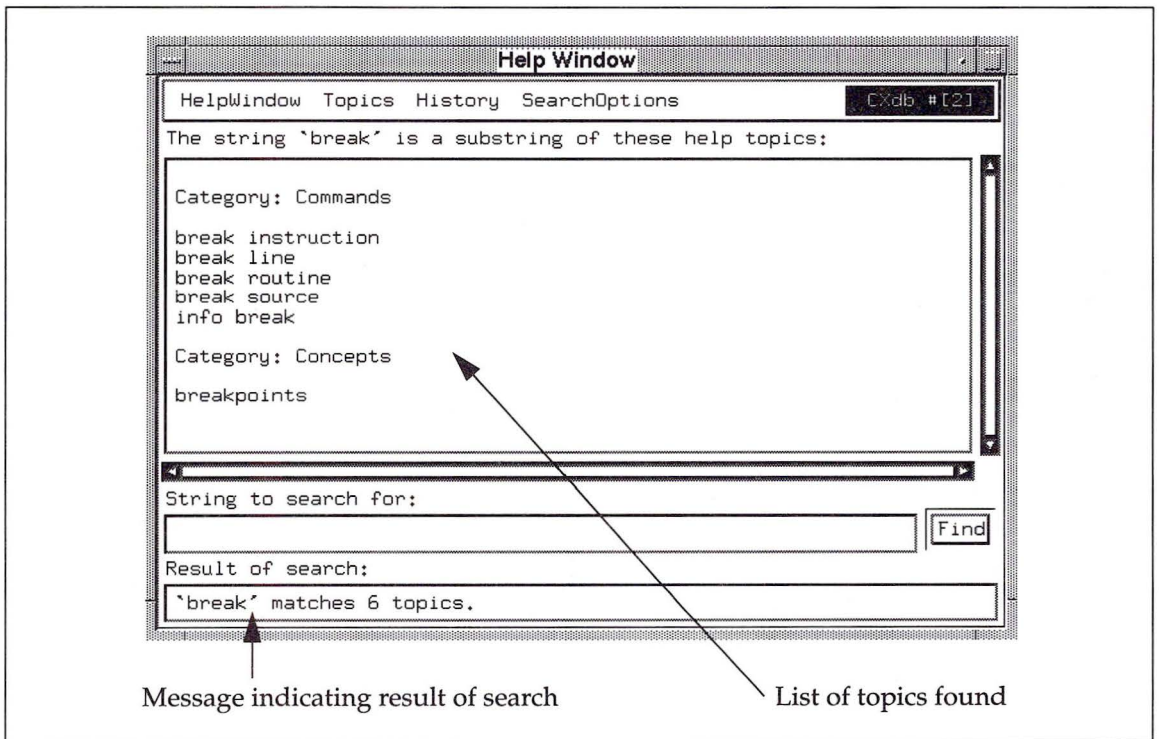 Help Window
HelpWindow Topics History SearchOptions CXdb #[2]
The string `break´ is a substring of these help topics:
Category: Commands
break instruction
break line
break routine
break source
info break
Category: Concepts
breakpoints
String to search for:
Find
Result of search:
`break´ matches 6 topics.
Message indicating result of search
List of topics found